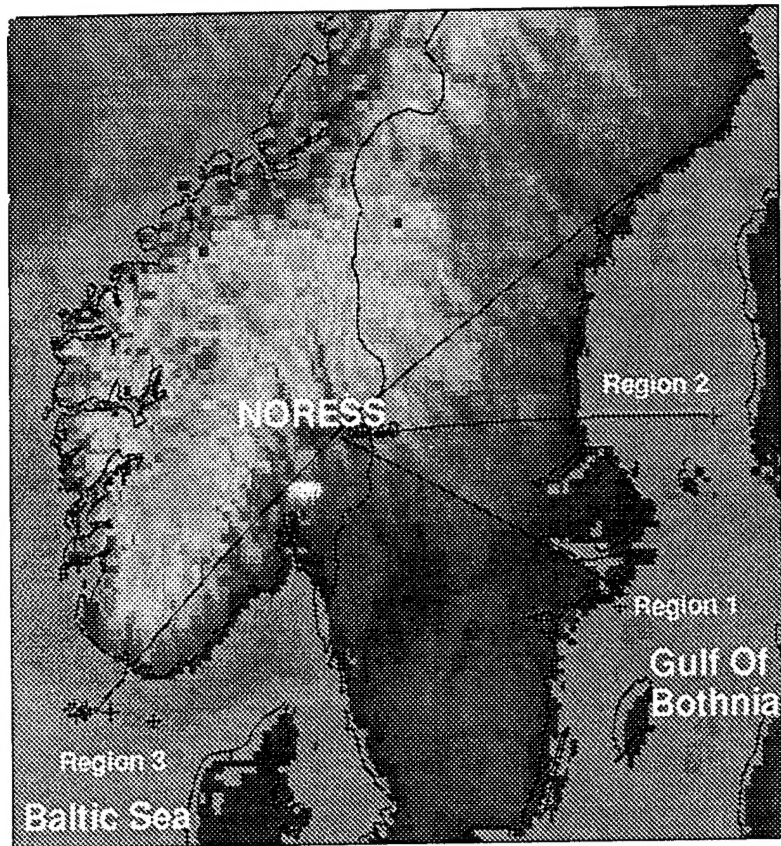 Region 2
NORESS
Region 1
Gulf Of
Bothnia
Region 3
Baltic Sea